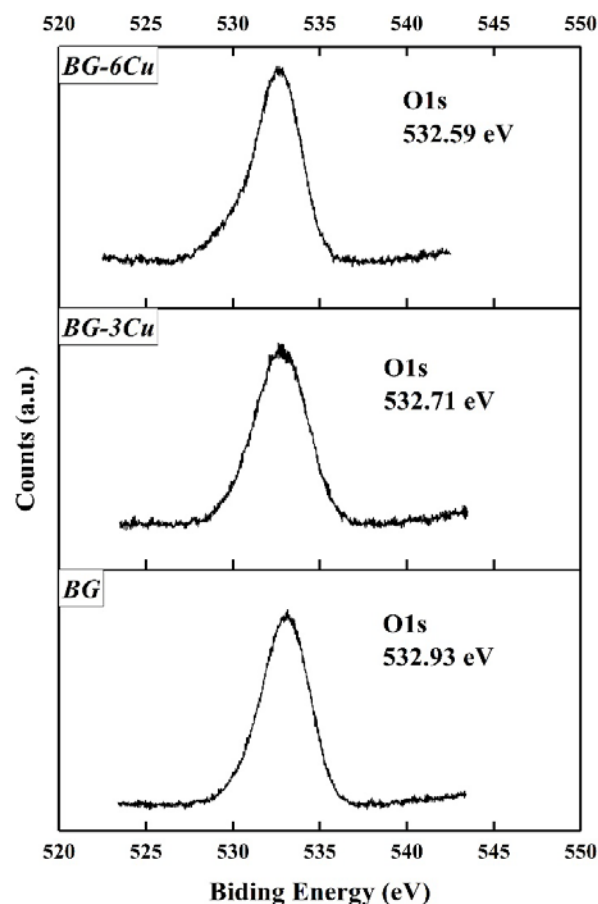 520 525 530 535 540 545 550
BG-6Cu
O1s
532.59 eV
BG-3Cu
O1s
532.71 eV
BG
O1s
532.93 eV
Counts (a.u.)
520 525 530 535 540 545 550
Biding Energy (eV)